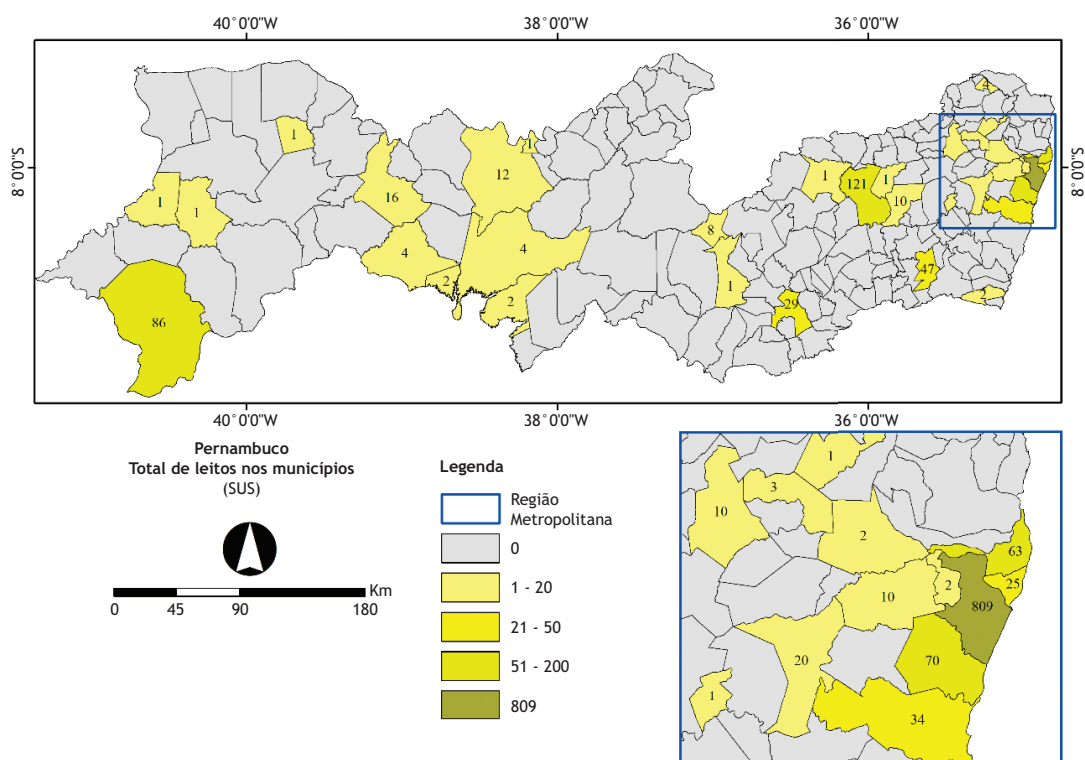 40°0'0"W
38°0'0"W
36°0'0"W
8°0'0"S
8°0'0"S
4
1
1
12
1
121
1
16
10
1
1
8
4
4
47
2
1
2
2
29
86
40°0'0"W
38°0'0"W
36°0'0"W
Pernambuco
Total de leitos nos municípios
(SUS)
Km
0 45 90 180
Legenda
Região
Metropolitana
0
1 - 20
21 - 50
51 - 200
809
1
3
10
2
63
2
25
10
809
20
70
1
34